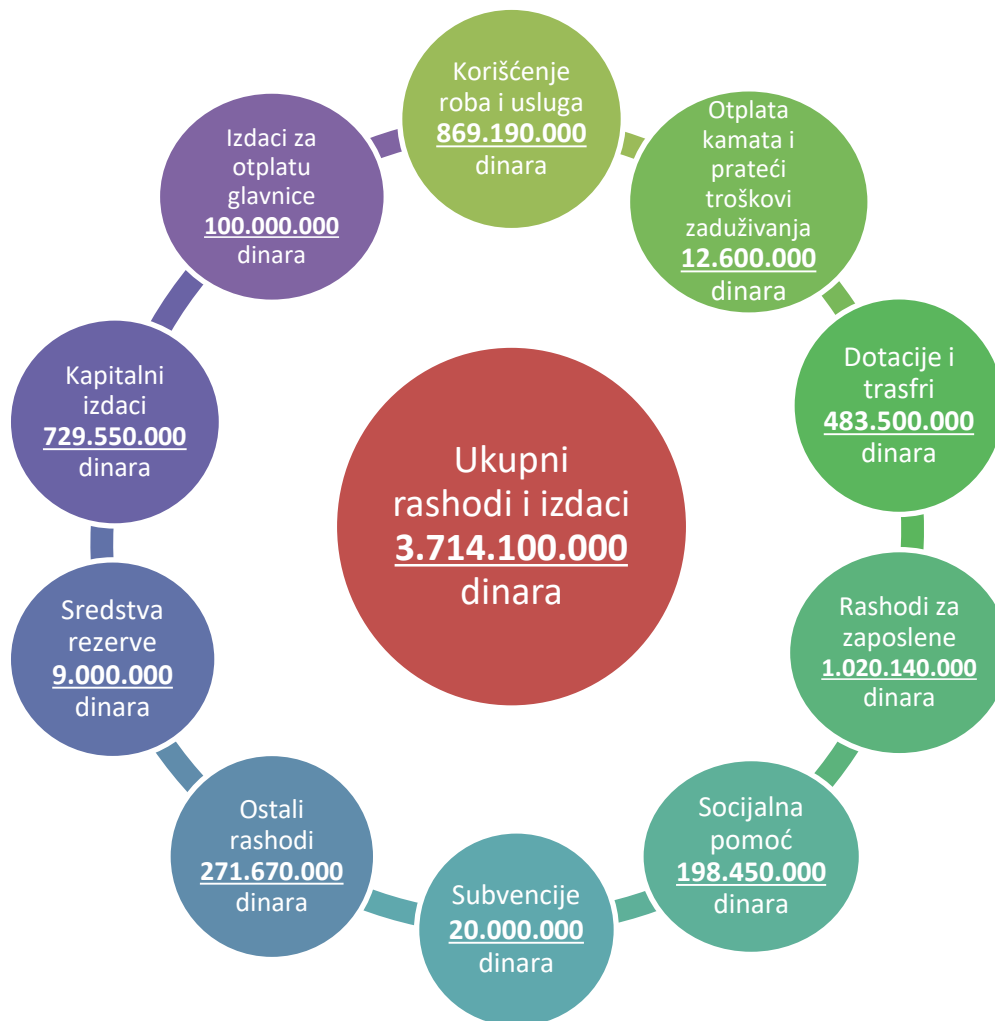 Korišćenje
roba i usluga
869.190.000
dinara
Otplata
kamata i
prateći
troškovi
zaduživanja
12.600.000
dinara
Dotacije i
trasfri
483.500.000
dinara
Rashodi za
zaposlene
1.020.140.000
dinara
Socijalna
pomoć
198.450.000
dinara
Subvencije
20.000.000
dinara
Ostali
rashodi
271.670.000
dinara
Sredstva
rezerve
9.000.000
dinara
Kapitalni
izdaci
729.550.000
dinara
Izdaci za
otplatu
glavnice
100.000.000
dinara
Ukupni
rashodi i izdaci
3.714.100.000
dinara